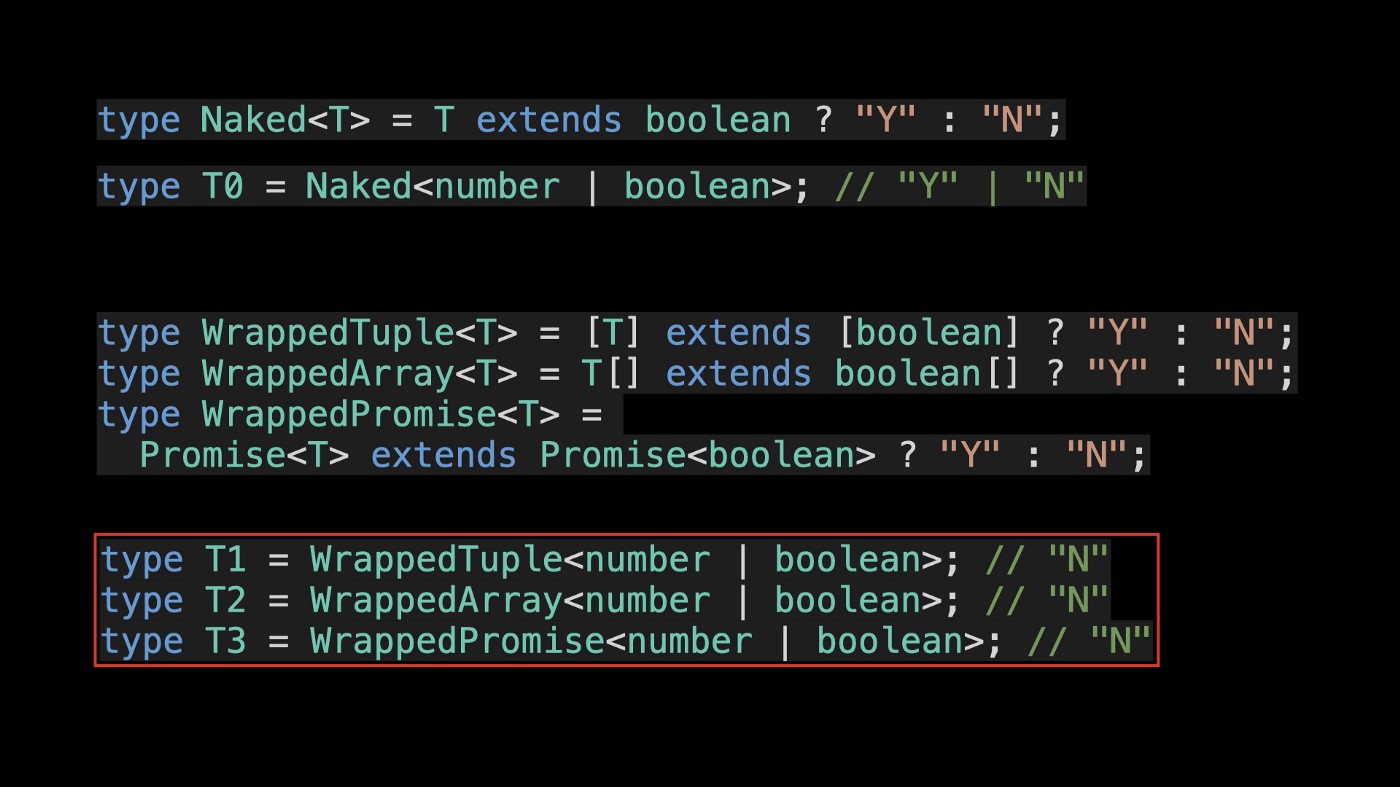 type Naked<T> = T extends boolean ? "Y" : "N";
type T0 = Naked<number | boolean>; // "Y" | "N"
type WrappedTuple<T> = [T] extends [boolean] ? "Y" : "N";
type WrappedArray<T> = T[] extends boolean[] ? "Y" : "N";
type WrappedPromise<T> =
  Promise<T> extends Promise<boolean> ? "Y" : "N";
type T1 = WrappedTuple<number | boolean>; // "N"
type T2 = WrappedArray<number | boolean>; // "N"
type T3 = WrappedPromise<number | boolean>; // "N"